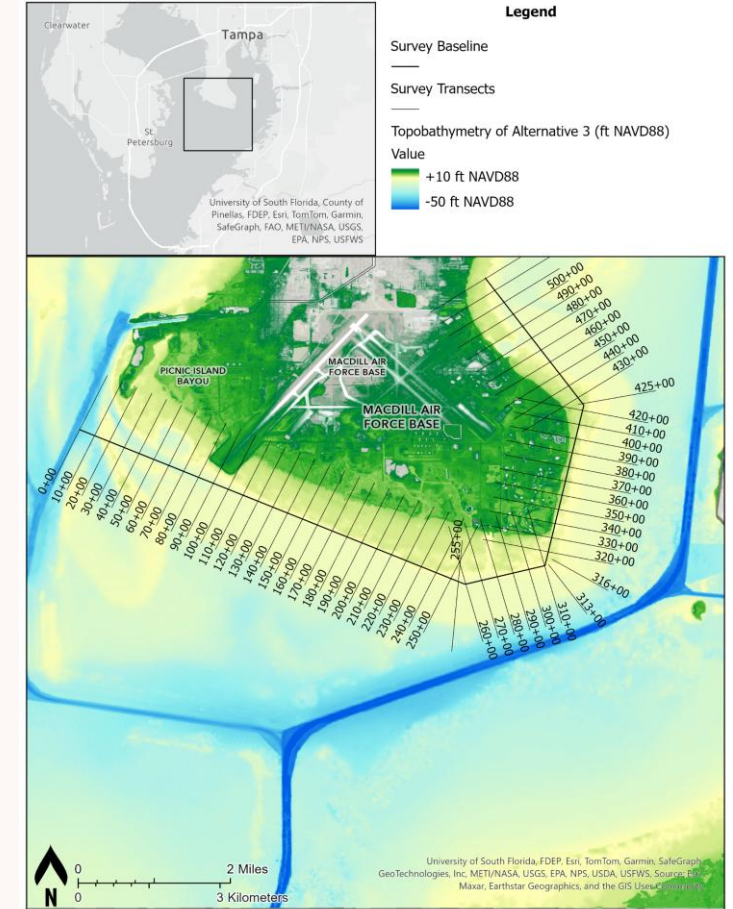 Clearwater
Tampa
St.
Petersburg
University of South Florida, County of
Pinellas, FDEP, Esri, TomTom, Garmin,
SafeGraph, FAO, METI/NASA, USGS,
EPA, NPS, USFWS
Legend
Survey Baseline
Survey Transects
Topobathymetry of Alternative 3 (ft NAVD88)
Value
+10 ft NAVD88
-50 ft NAVD88
500+00
490+00
480+00
470+00
460+00
450+00
440+00
430+00
425+00
420+00
410+00
400+00
390+00
380+00
370+00
360+00
350+00
340+00
330+00
320+00
316+00
313+00
310+00
300+00
290+00
280+00
270+00
260+00
255+00
250+00
240+00
230+00
220+00
210+00
200+00
190+00
180+00
170+00
160+00
150+00
140+00
130+00
120+00
110+00
100+00
90+00
80+00
70+00
60+00
50+00
40+00
30+00
20+00
10+00
0+00
PICNIC ISLAND
BAYOU
MACDILL AIR
FORCE BASE
MACDILL AIR
FORCE BASE
N
0 2 Miles
0 3 Kilometers
University of South Florida, FDEP, Esri, TomTom, Garmin, SafeGraph,
GeoTechnologies, Inc, METI/NASA, USGS, EPA, NPS, USDA, USFWS, Source:
Maxar, Earthstar Geographics, and the GIS User Community